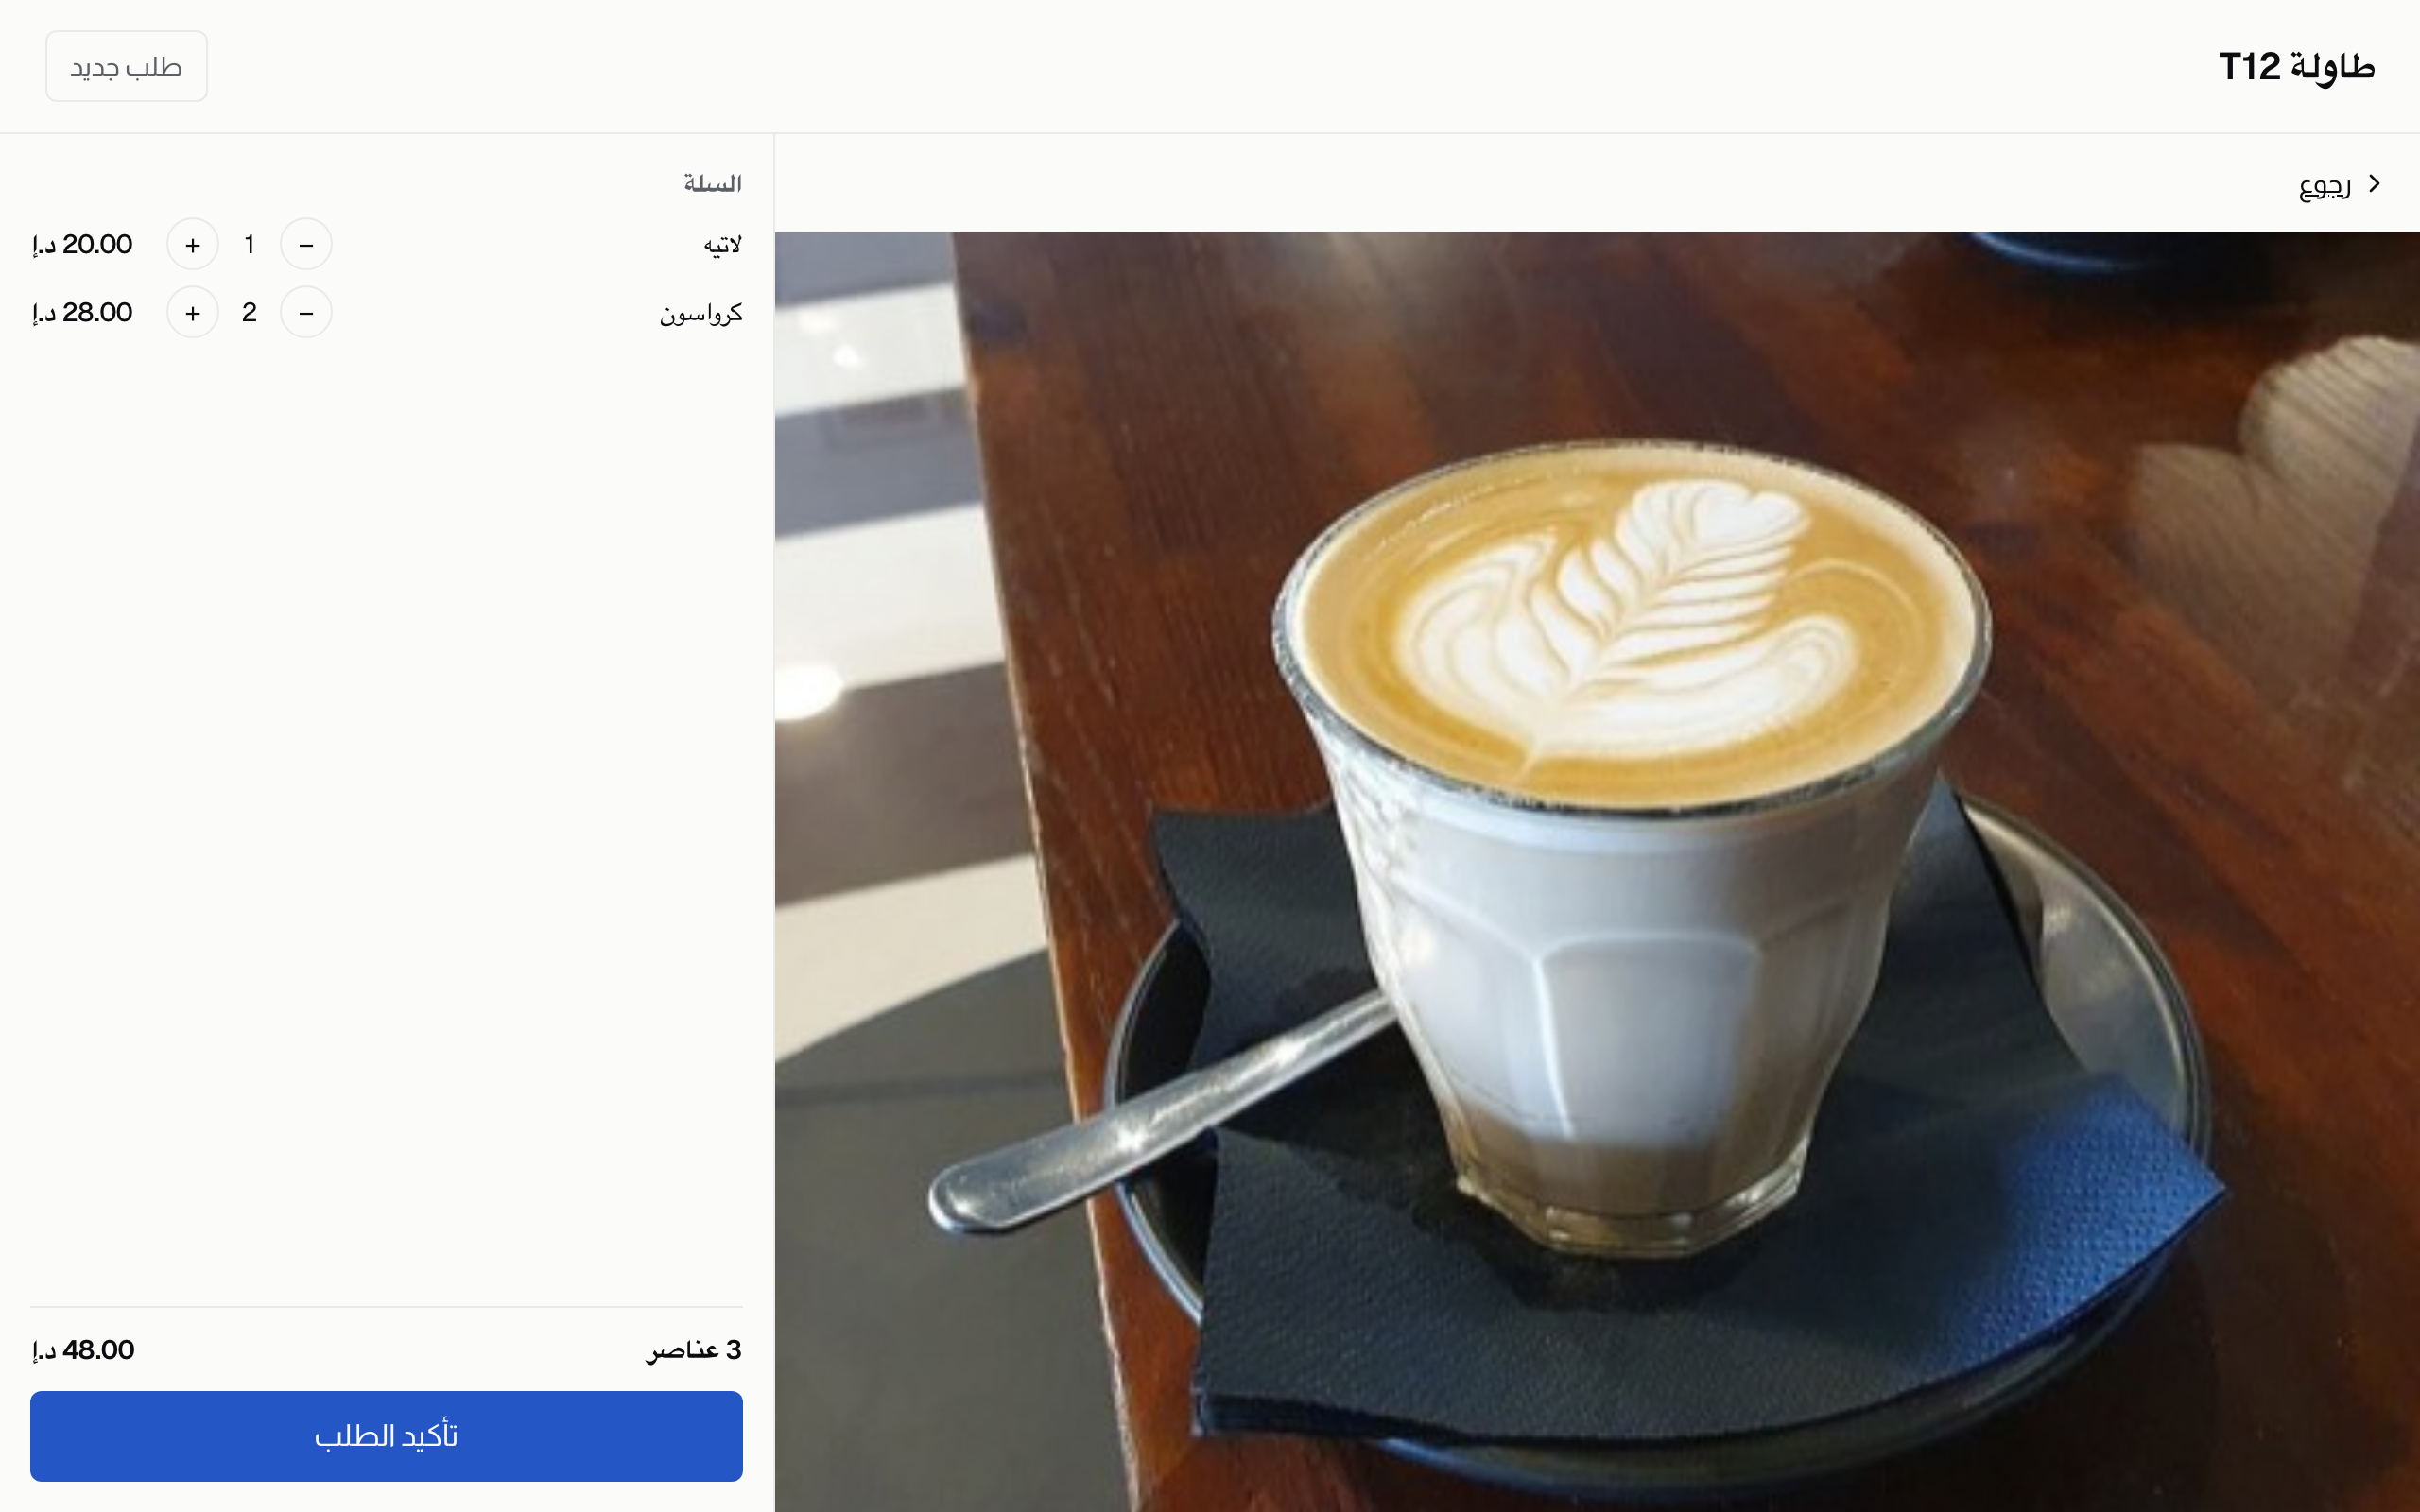 طاولة T12
طلب جديد
رجوع
السلة
لاتيه − 1 + 20.00 د.إ
كرواسون − 2 + 28.00 د.إ
3 عناصر 48.00 د.إ
تأكيد الطلب